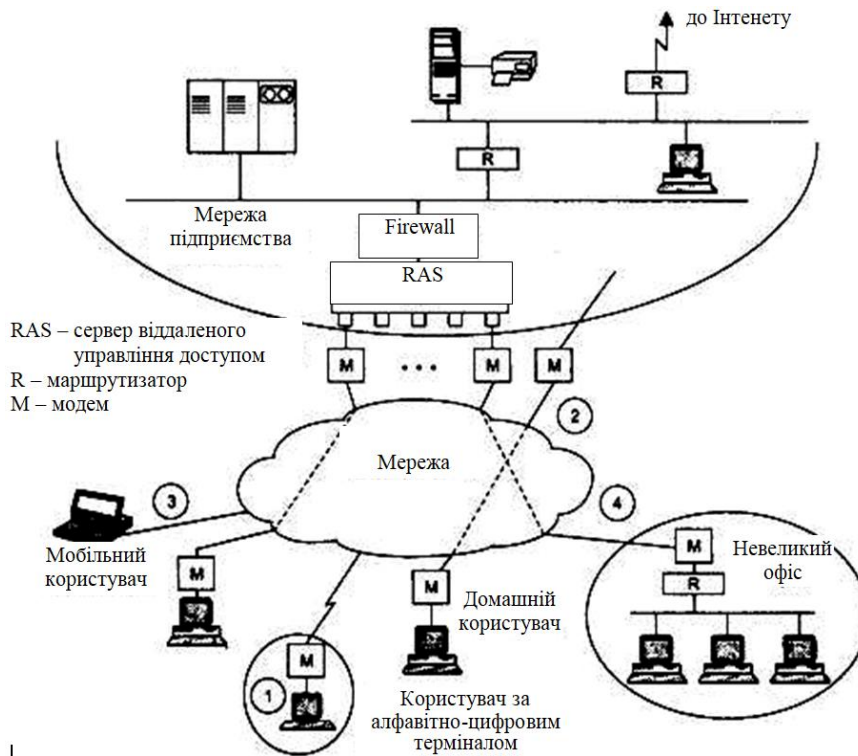 до Інтенету
R
R
Мережа
підприємства
Firewall
RAS
RAS – сервер віддаленого
управління доступом
R – маршрутизатор
M – модем
M
...
M
M
2
Мережа
3
4
Мобільний
користувач
M
M
Невеликий
офіс
R
M
Домашній
користувач
M
1
Користувач за
алфавітно-цифровим
терміналом